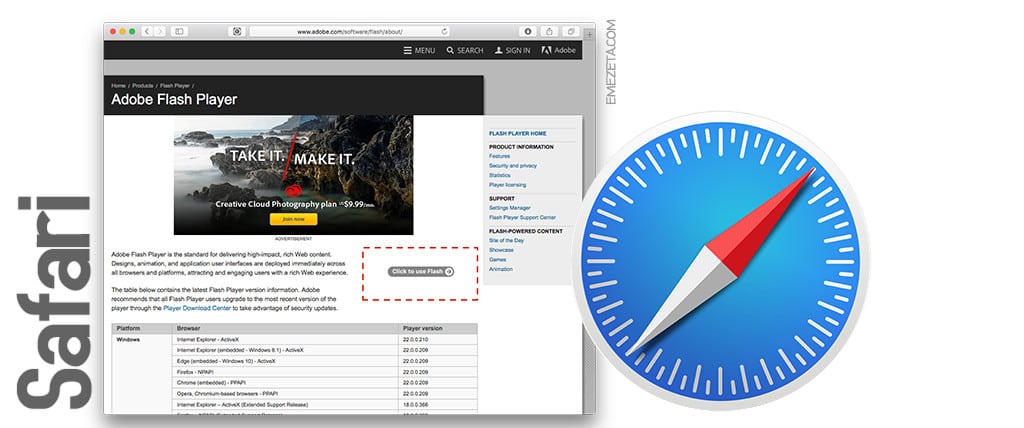 Safari
www.adobe.com/software/flash/about/
MENU SEARCH SIGN IN Adobe
EMEZETA.COM
Home / Products / Flash Player /
Adobe Flash Player
TAKE IT. MAKE IT.
Creative Cloud Photography plan US$9.99/mo.
Join now
ADVERTISEMENT
FLASH PLAYER HOME
PRODUCT INFORMATION
Features
Security and privacy
Statistics
Player licensing
SUPPORT
Settings Manager
Flash Player Support Center
FLASH-POWERED CONTENT
Site of the Day
Showcase
Games
Animation
Adobe Flash Player is the standard for delivering high-impact, rich Web content.
Designs, animation, and application user interfaces are deployed immediately across
all browsers and platforms, attracting and engaging users with a rich Web experience.
Click to use Flash
The table below contains the latest Flash Player version information. Adobe
recommends that all Flash Player users upgrade to the most recent version of the
player through the Player Download Center to take advantage of security updates.
Platform Browser Player version
Windows Internet Explorer - ActiveX 22.0.0.210
Internet Explorer (embedded - Windows 8.1) - ActiveX 22.0.0.209
Edge (embedded - Windows 10) - ActiveX 22.0.0.209
Firefox - NPAPI 22.0.0.209
Chrome (embedded) - PPAPI 22.0.0.209
Opera, Chromium-based browsers - PPAPI 22.0.0.209
Internet Explorer – ActiveX (Extended Support Release) 18.0.0.366